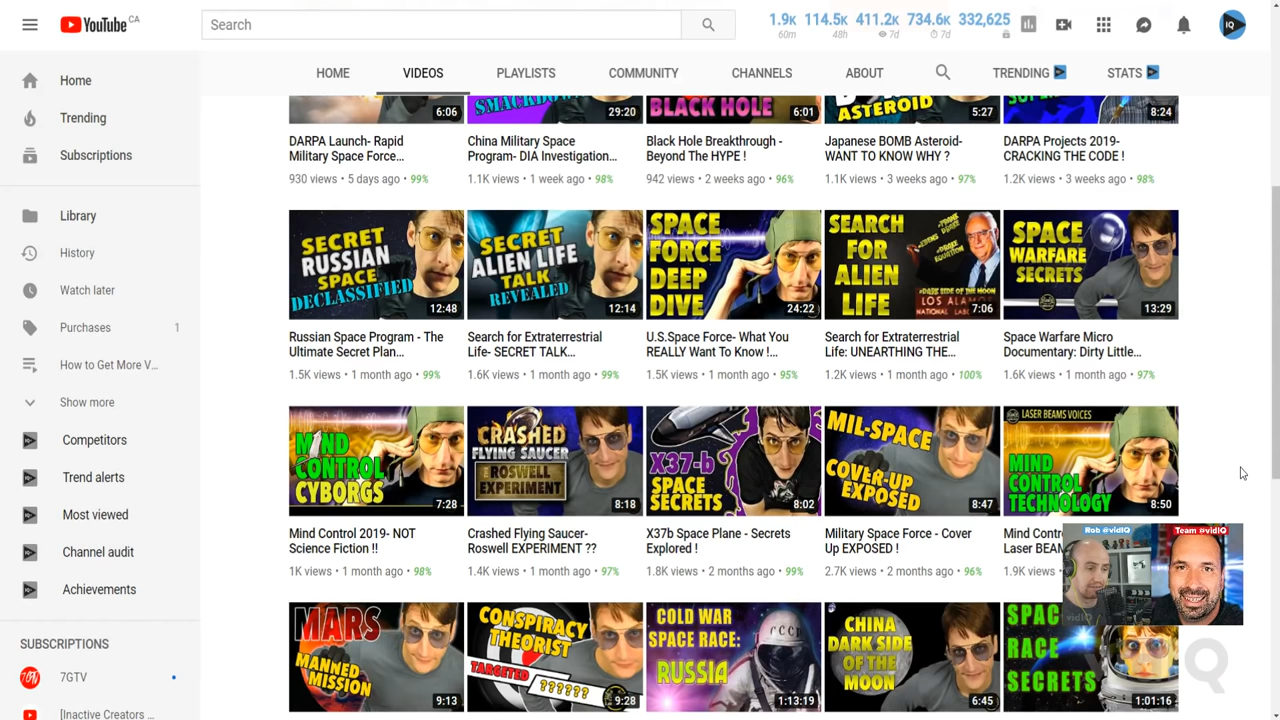 YouTube CA
Search
1.9K 114.5K 411.2K 734.6K 332,625
60m 48h 7d 7d
HOME VIDEOS PLAYLISTS COMMUNITY CHANNELS ABOUT TRENDING STATS
IQ
Home
Trending
Subscriptions
Library
History
Watch later
Purchases 1
How to Get More V...
Show more
Competitors
Trend alerts
Most viewed
Channel audit
Achievements
SUBSCRIPTIONS
7GTV
[Inactive Creators ...
6:06
SMACKDOWN 29:20
BLACK HOLE 6:01
ASTEROID 5:27
8:24
DARPA Launch- Rapid
Military Space Force...
930 views • 5 days ago • 99%
China Military Space
Program- DIA Investigation...
1.1K views • 1 week ago • 98%
Black Hole Breakthrough -
Beyond The HYPE !
942 views • 2 weeks ago • 96%
Japanese BOMB Asteroid-
WANT TO KNOW WHY ?
1.1K views • 3 weeks ago • 97%
DARPA Projects 2019-
CRACKING THE CODE !
1.2K views • 3 weeks ago • 98%
SECRET
RUSSIAN
SPACE
DECLASSIFIED
12:48
SECRET
ALIEN LIFE
TALK
REVEALED
12:14
SPACE
FORCE
DEEP
DIVE
24:22
SEARCH
FOR
ALIEN
LIFE
•FRANK DRAKE
•DRAKE
EQUATION
•DARK SIDE OF THE MOON
LOS ALAMOS
NATIONAL LAB
7:06
SPACE
WARFARE
SECRETS
13:29
Russian Space Program - The
Ultimate Secret Plan...
1.5K views • 1 month ago • 99%
Search for Extraterrestrial
Life- SECRET TALK...
1.6K views • 1 month ago • 99%
U.S.Space Force- What You
REALLY Want To Know !...
1.5K views • 1 month ago • 95%
Search for Extraterrestrial
Life: UNEARTHING THE...
1.2K views • 1 month ago • 100%
Space Warfare Micro
Documentary: Dirty Little...
1.6K views • 1 month ago • 97%
MIND
CONTROL
CYBORGS
7:28
CRASHED
FLYING SAUCER
ROSWELL
EXPERIMENT
8:18
X37-b
SPACE
SECRETS
8:02
MIL-SPACE
COVER-UP
EXPOSED
8:47
LASER BEAMS VOICES
MIND
CONTROL
TECHNOLOGY
8:50
Mind Control 2019- NOT
Science Fiction !!
1K views • 1 month ago • 98%
Crashed Flying Saucer-
Roswell EXPERIMENT ??
1.4K views • 1 month ago • 97%
X37b Space Plane - Secrets
Explored !
1.8K views • 2 months ago • 99%
Military Space Force - Cover
Up EXPOSED !
2.7K views • 2 months ago • 96%
Mind Con
Laser BEAM
1.9K views
Rob @vidIQ Team @vidIQ
vidIQ
MARS
MANNED
MISSION
9:13
CONSPIRACY
THEORIST
TARGETED
??????
9:28
COLD WAR
SPACE RACE:
RUSSIA
CCCP
1:13:19
CHINA
DARK SIDE
OF THE
MOON
6:45
SPAC
RACE
SECRETS
1:01:16